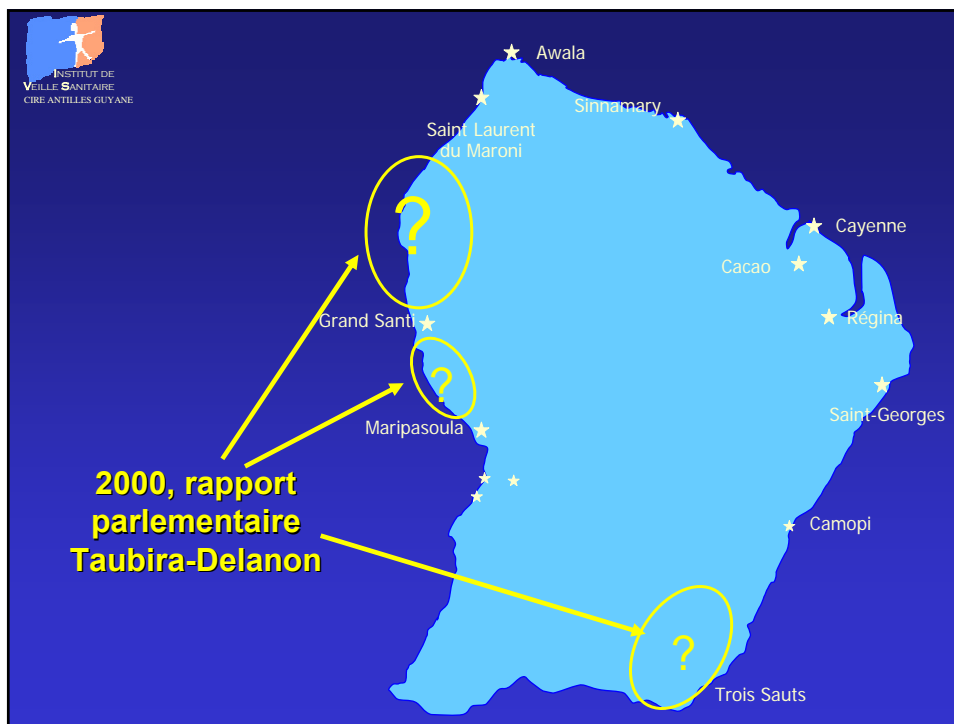 INSTITUT DE
VEILLE SANITAIRE
CIRE ANTILLES GUYANE
Awala
Sinnamary
Saint Laurent
du Maroni
?
Cayenne
Cacao
Grand Santi
Régina
?
Saint-Georges
Maripasoula
2000, rapport
parlementaire
Taubira-Delanon
Camopi
?
Trois Sauts